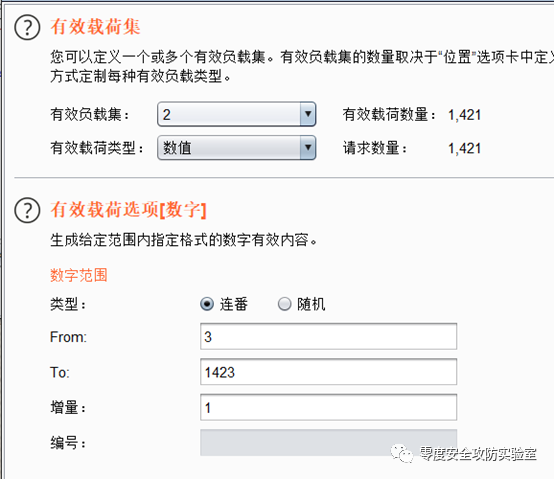 有效载荷集
您可以定义一个或多个有效负载集。有效负载集的数量取决于“位置”选项卡中定义
方式定制每种有效负载类型。
有效负载集： 2 有效载荷数量： 1,421
有效载荷类型： 数值 请求数量： 1,421
有效载荷选项[数字]
生成给定范围内指定格式的数字有效内容。
数字范围
类型： 连番 随机
From: 3
To: 1423
增量： 1
编号：
零度安全攻防实验室